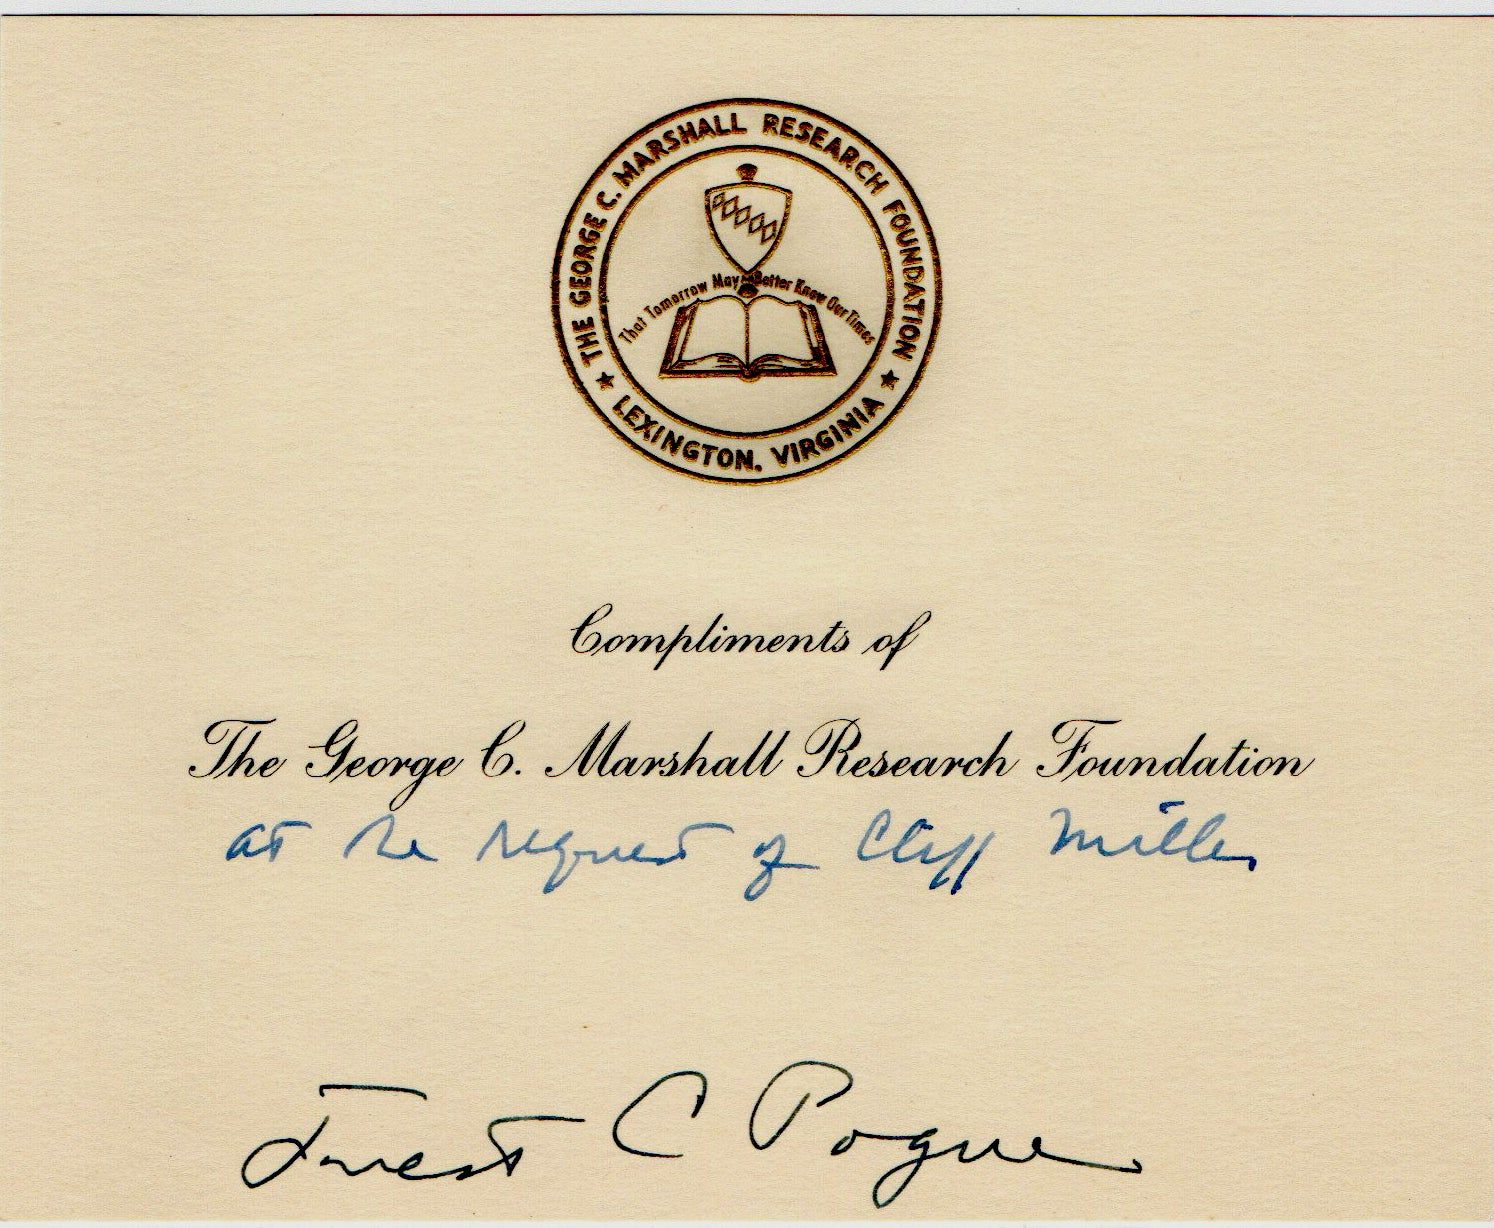 THE GEORGE C. MARSHALL RESEARCH FOUNDATION
That Tomorrow May Better Know Our Times
★ LEXINGTON, VIRGINIA ★
Compliments of
The George C. Marshall Research Foundation
at the request of Cliff Miller
Forrest C Pogue